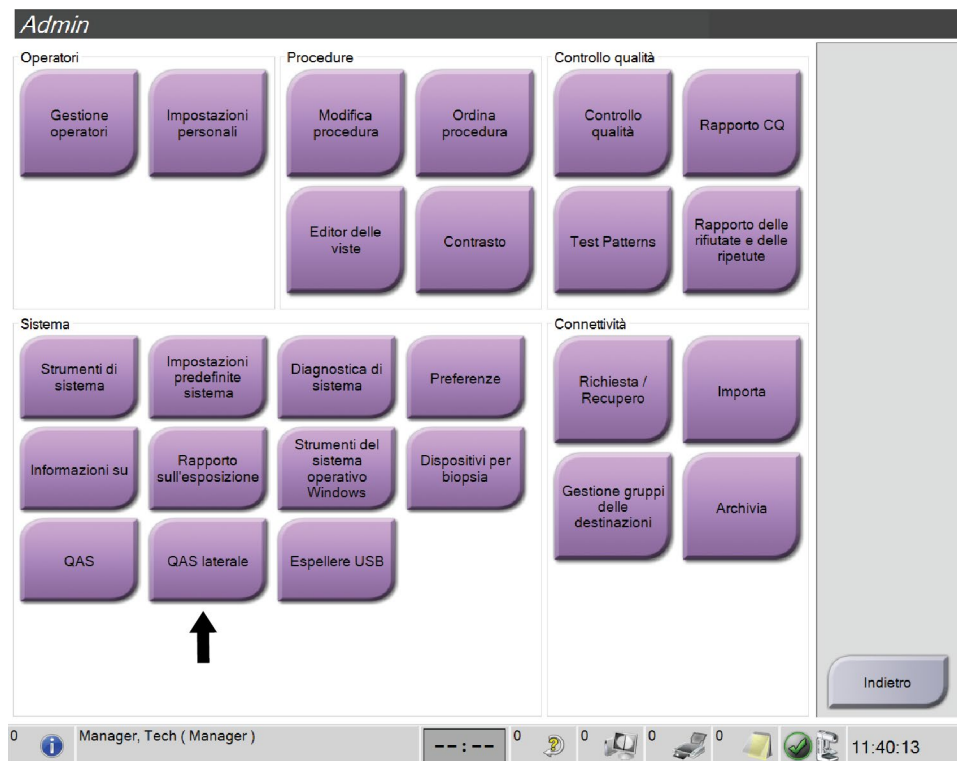 Admin
Operatori
Gestione
operatori
Impostazioni
personali
Procedure
Modifica
procedura
Ordina
procedura
Editor delle
viste
Contrasto
Controllo qualità
Controllo
qualità
Rapporto CQ
Test Patterns
Rapporto delle
rifiutate e delle
ripetute
Sistema
Strumenti di
sistema
Impostazioni
predefinite
sistema
Diagnostica di
sistema
Preferenze
Informazioni su
Rapporto
sull'esposizione
Strumenti del
sistema
operativo
Windows
Dispositivi per
biopsia
QAS
QAS laterale
Espellere USB
Connettività
Richiesta /
Recupero
Importa
Gestione gruppi
delle
destinazioni
Archivia
Indietro
0 Manager, Tech ( Manager ) --:-- 0 0 0 0 11:40:13